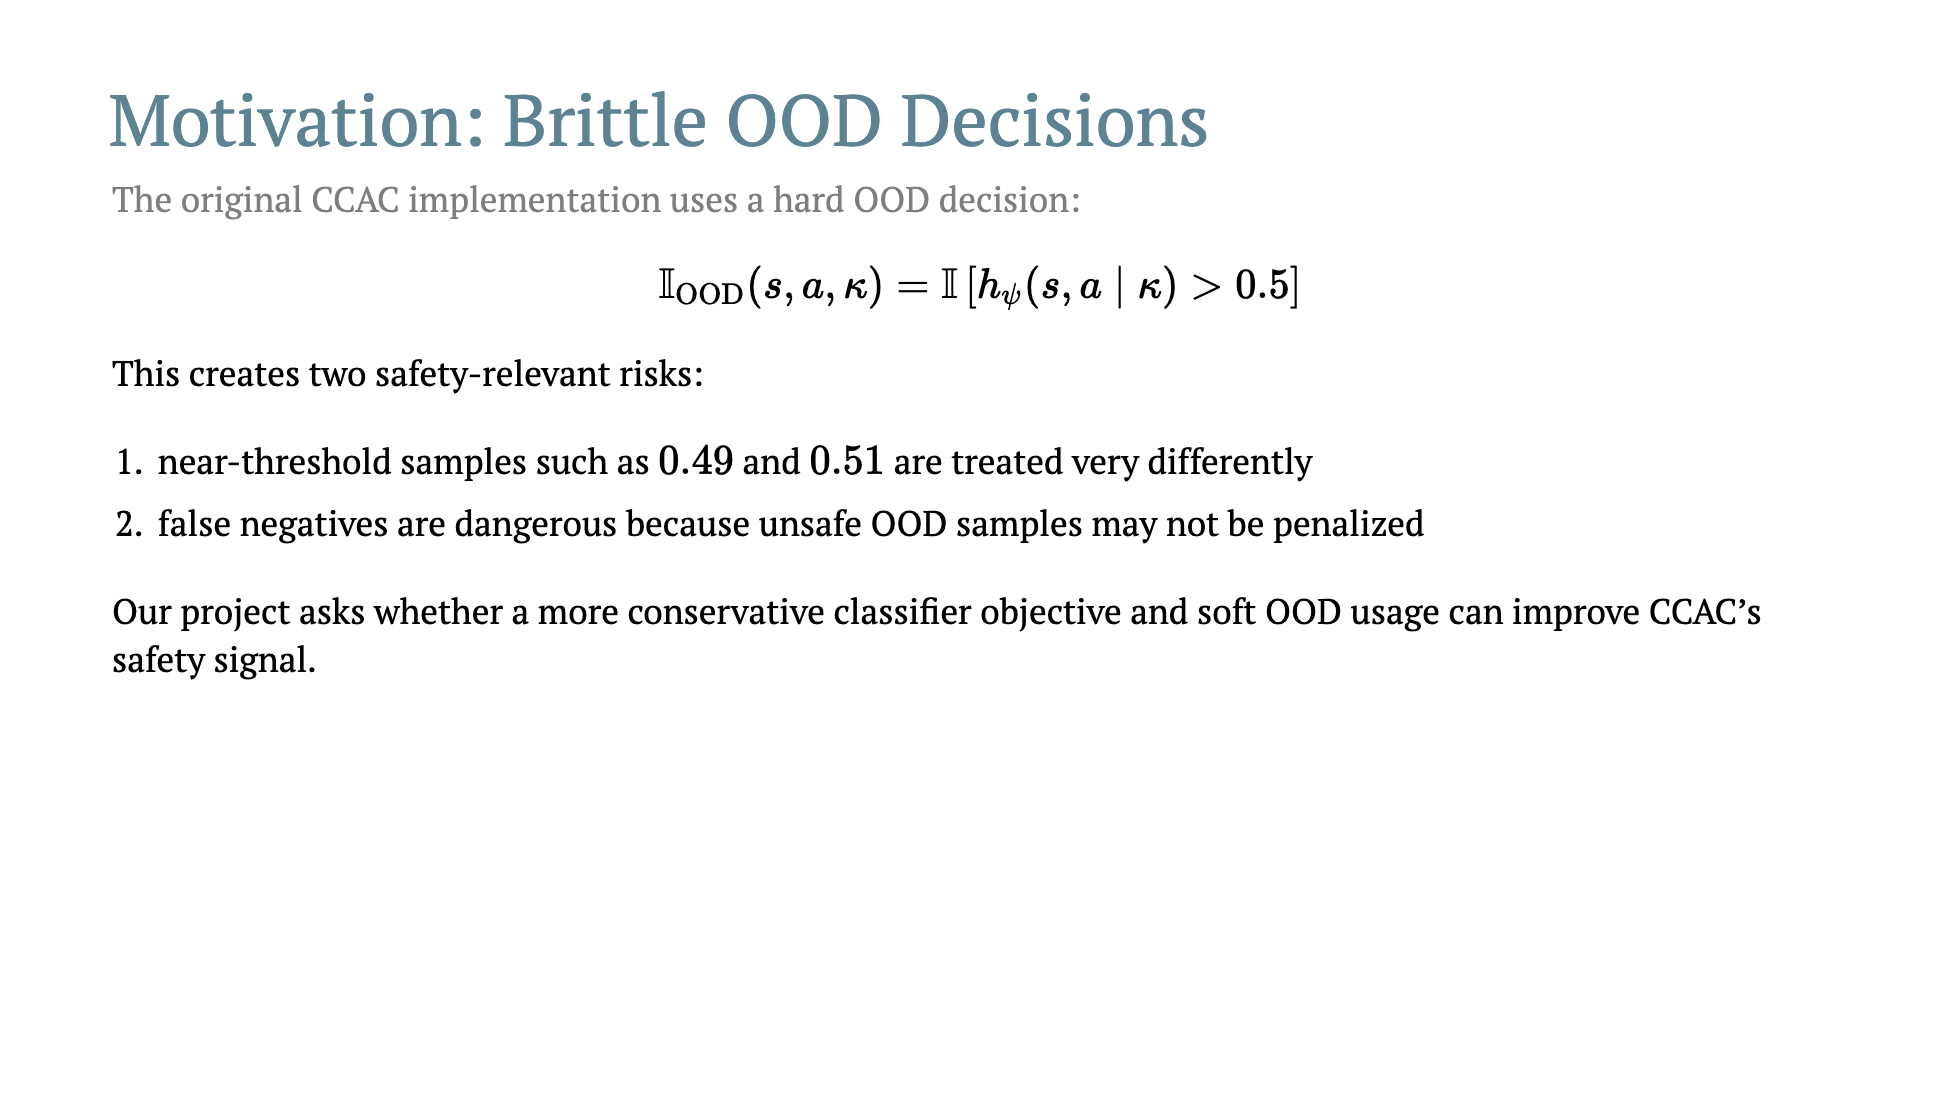 Motivation: Brittle OOD Decisions
The original CCAC implementation uses a hard OOD decision:
𝕀_OOD(s, a, κ) = 𝕀 [h_ψ(s, a | κ) > 0.5]
This creates two safety-relevant risks:
1. near-threshold samples such as 0.49 and 0.51 are treated very differently
2. false negatives are dangerous because unsafe OOD samples may not be penalized
Our project asks whether a more conservative classifier objective and soft OOD usage can improve CCAC’s
safety signal.